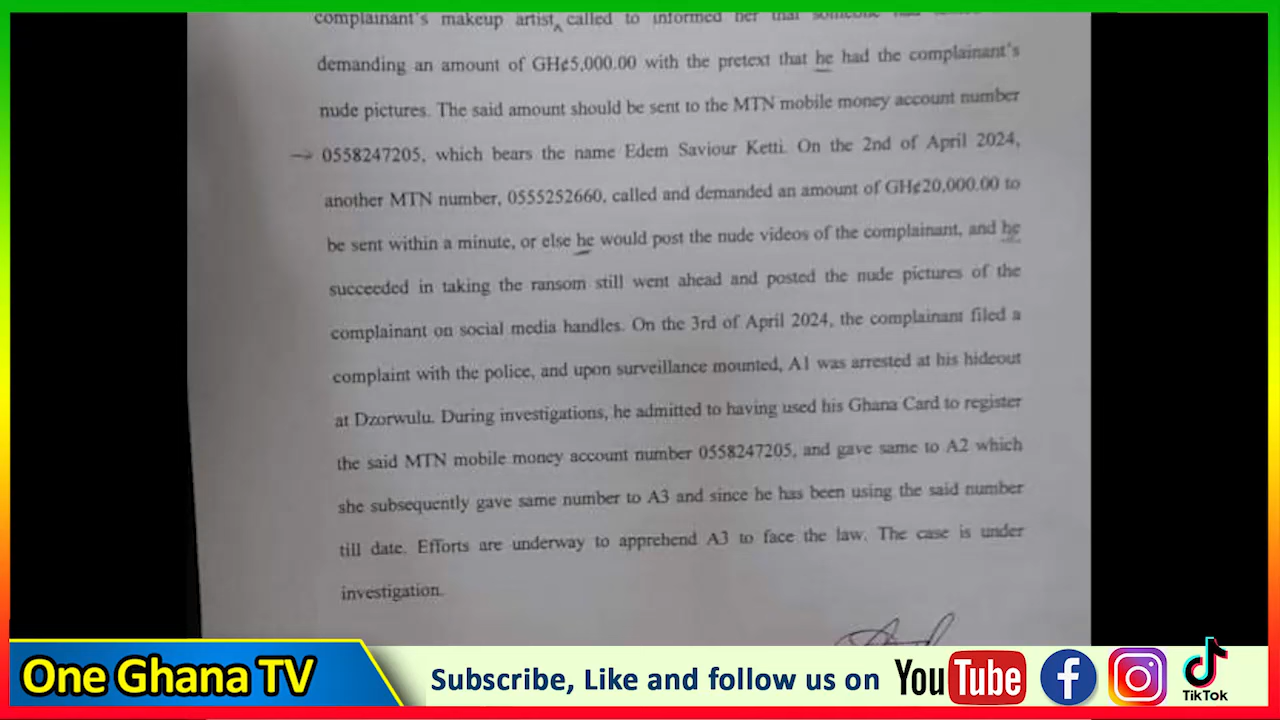 complainant's makeup artist called to informed her that someone had
demanding an amount of GH¢5,000.00 with the pretext that he had the complainant's
nude pictures. The said amount should be sent to the MTN mobile money account number
0558247205, which bears the name Edem Saviour Ketti. On the 2nd of April 2024,
another MTN number, 0555252660, called and demanded an amount of GH¢20,000.00 to
be sent within a minute, or else he would post the nude videos of the complainant, and he
succeeded in taking the ransom still went ahead and posted the nude pictures of the
complainant on social media handles. On the 3rd of April 2024, the complainant filed a
complaint with the police, and upon surveillance mounted, A1 was arrested at his hideout
at Dzorwulu. During investigations, he admitted to having used his Ghana Card to register
the said MTN mobile money account number 0558247205, and gave same to A2 which
she subsequently gave same number to A3 and since he has been using the said number
till date. Efforts are underway to apprehend A3 to face the law. The case is under
investigation.
One Ghana TV
Subscribe, Like and follow us on YouTube
TikTok